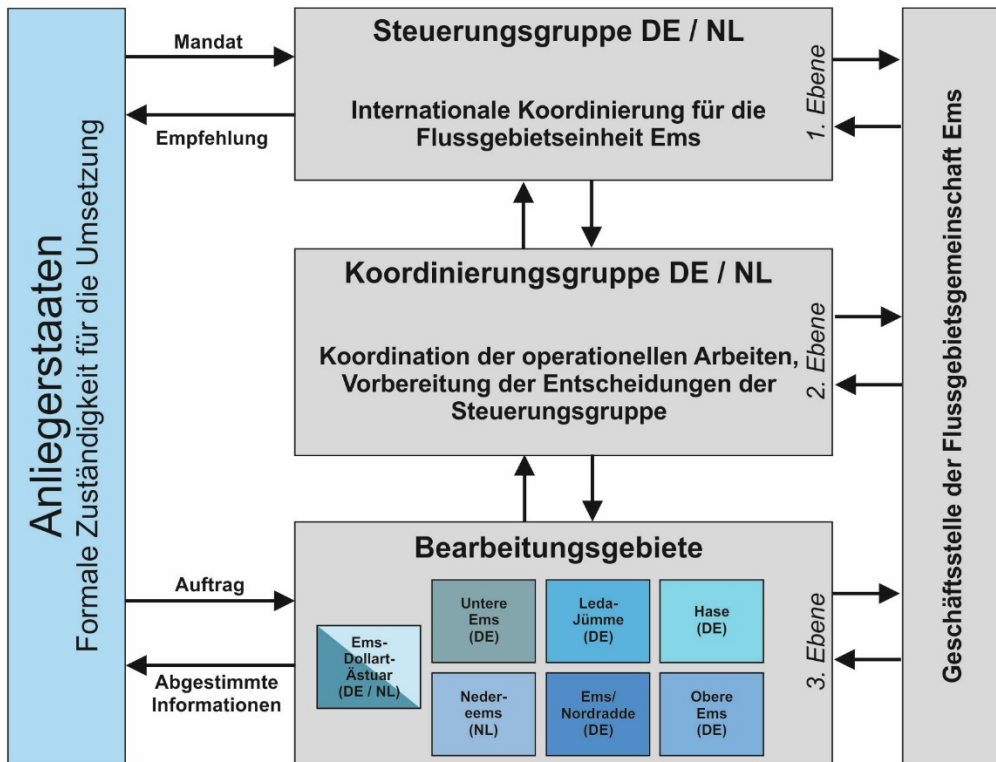 Anliegerstaaten
Formale Zuständigkeit für die Umsetzung
Mandat
Empfehlung
Steuerungsgruppe DE / NL
Internationale Koordinierung für die
Flussgebietseinheit Ems
1. Ebene
Koordinierungsgruppe DE / NL
Koordination der operationellen Arbeiten,
Vorbereitung der Entscheidungen der
Steuerungsgruppe
2. Ebene
Auftrag
Abgestimmte
Informationen
Bearbeitungsgebiete
Ems-
Dollart-
Ästuar
(DE / NL)
Untere
Ems
(DE)
Leda-
Jümme
(DE)
Hase
(DE)
Neder-
eems
(NL)
Ems/
Nordradde
(DE)
Obere
Ems
(DE)
3. Ebene
Geschäftsstelle der Flussgebietsgemeinschaft Ems